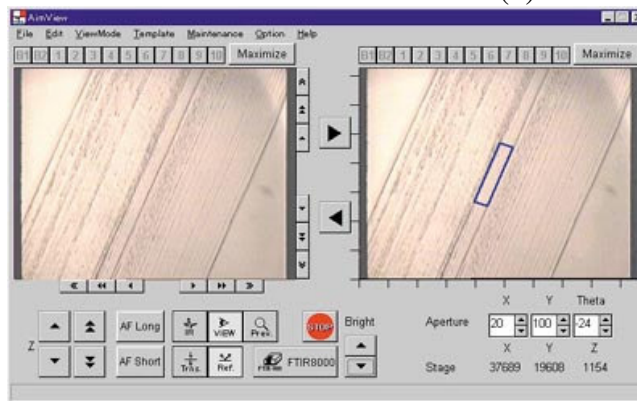 AimView
File Edit ViewMode Template Maintenance Option Help
B1 B2 1 2 3 4 5 6 7 8 9 10 Maximize
B1 B2 1 2 3 4 5 6 7 8 9 10 Maximize
X Y Theta
Aperture 20 100 -24
X Y Z
Stage 37689 19608 1154
Z
AF Long
AF Short
IR VIEW Prev.
Trns. Ref.
STOP
FTIR8000
Bright